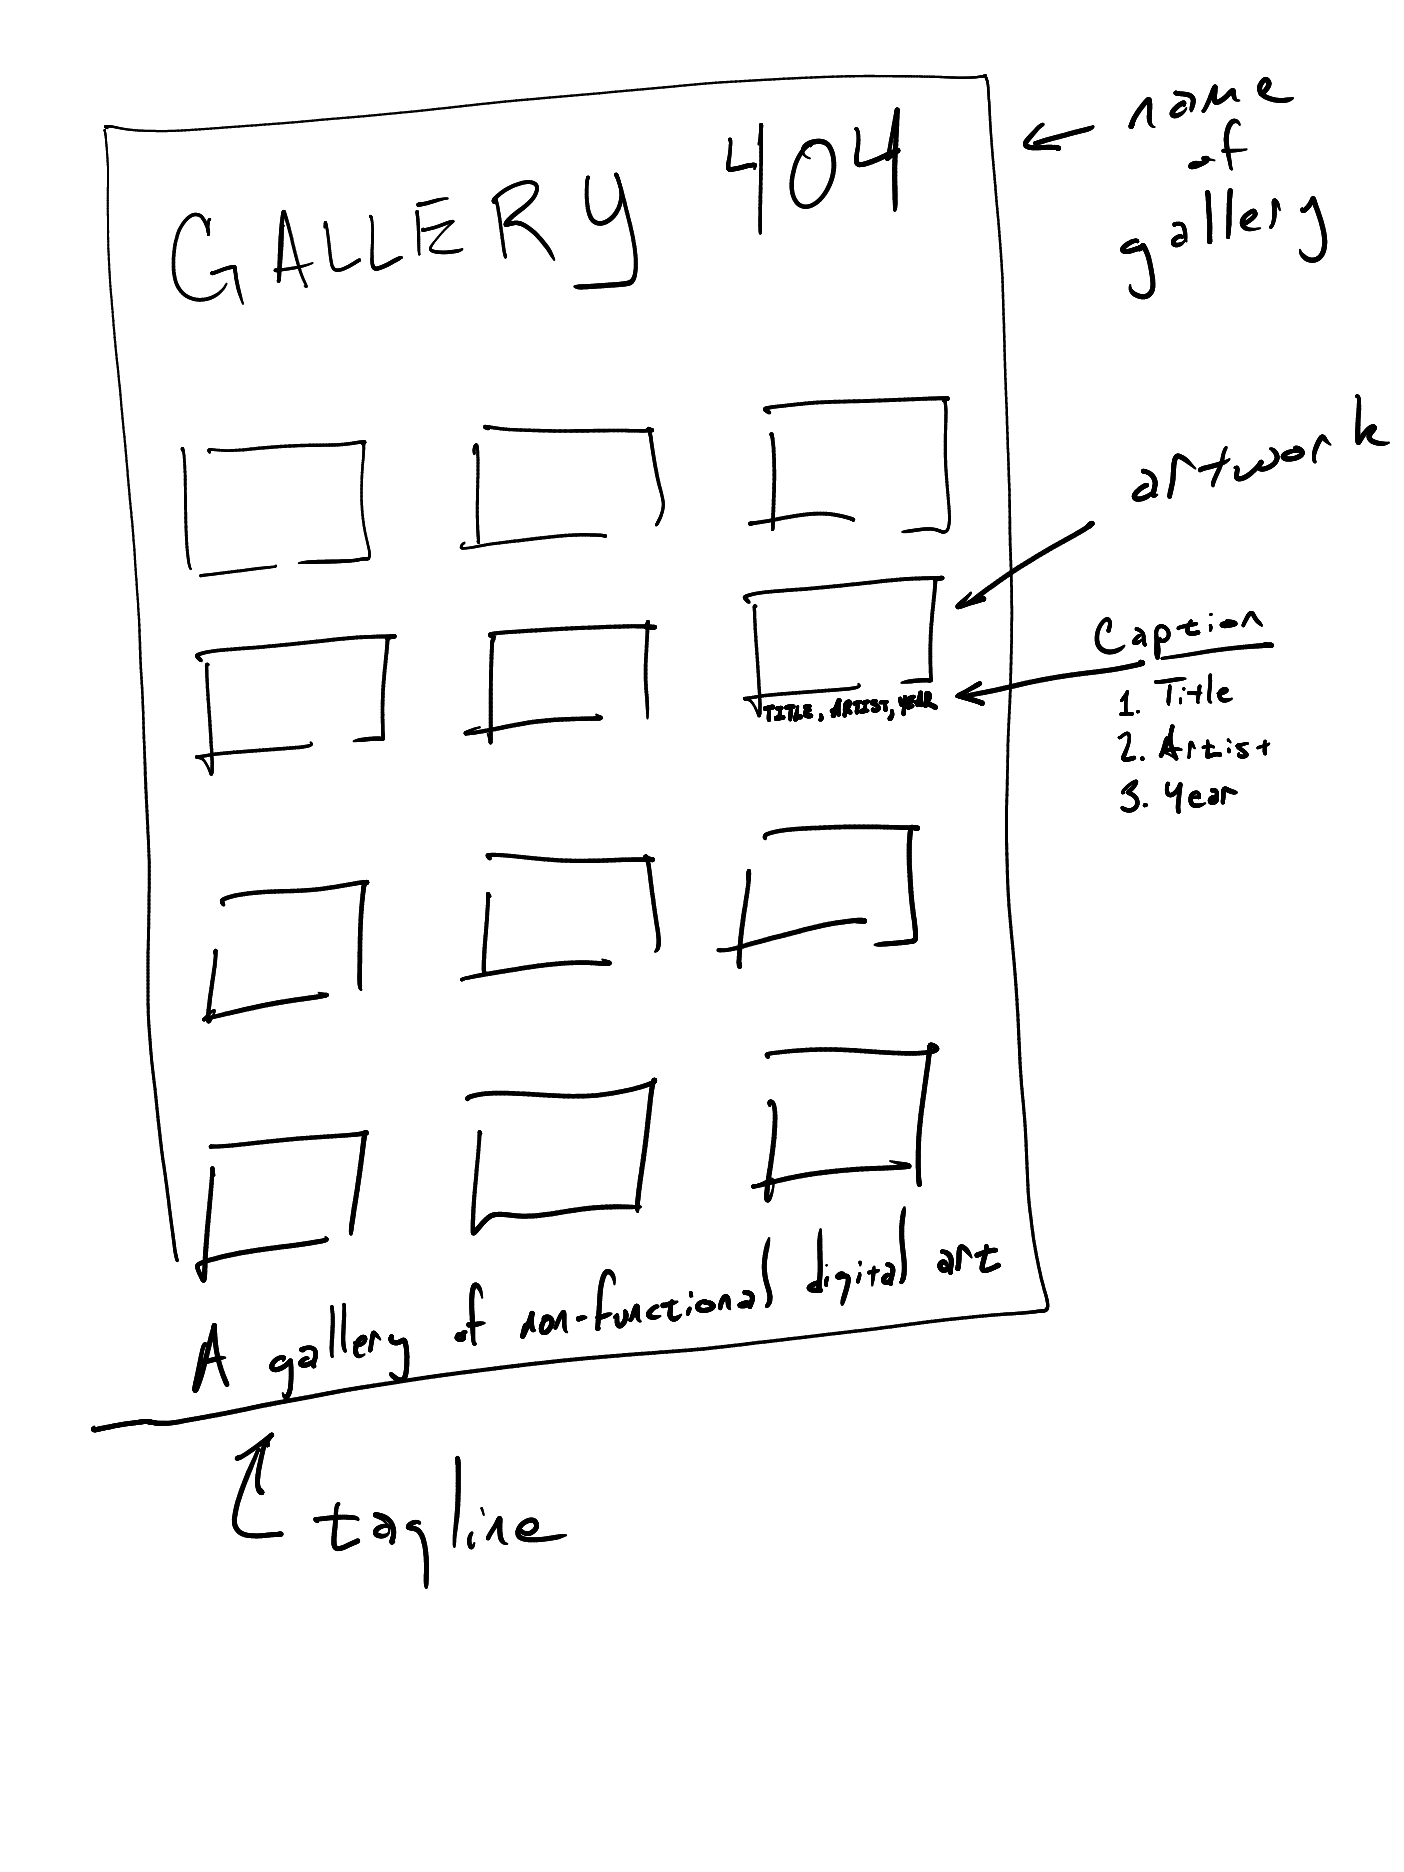 GALLERY 404
name
of
gallery
artwork
Caption
1. Title
2. Artist
3. Year
TITLE, ARTIST, YEAR
A gallery of non-functional digital art
tagline